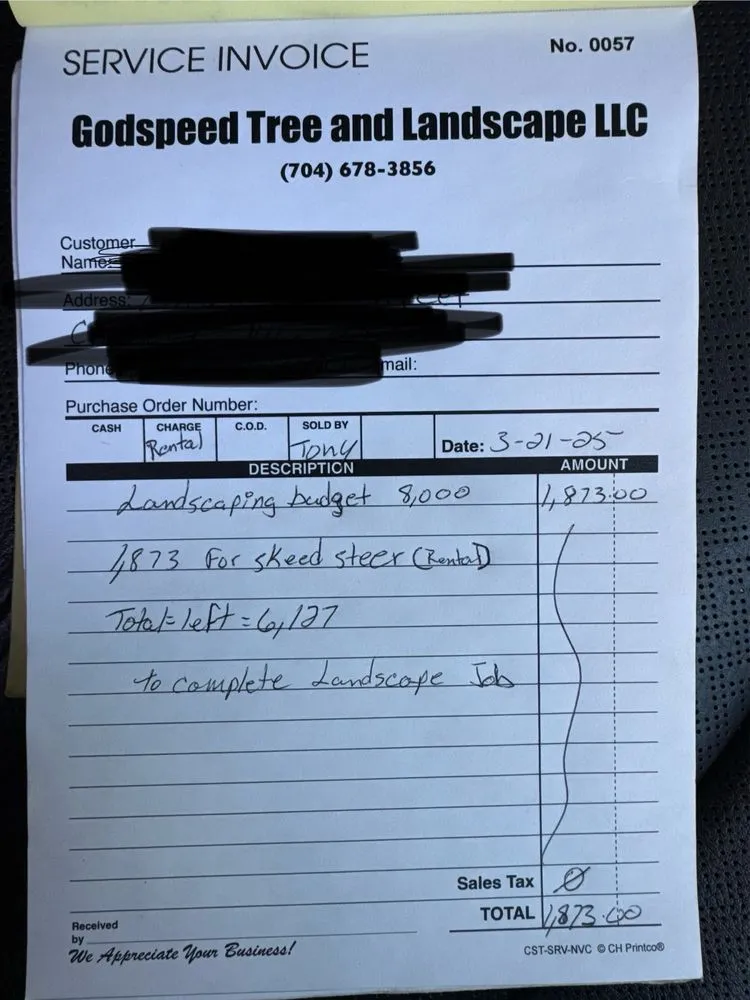 SERVICE INVOICE
No. 0057
Godspeed Tree and Landscape LLC
(704) 678-3856
Customer
Name:
Address:
Phone
mail:
Purchase Order Number:
CASH CHARGE C.O.D. SOLD BY
Rental Tony Date: 3-21-25
DESCRIPTION AMOUNT
Landscaping budget 8,000 1,873.00
1,873 For skeed steer (Rental)
Total left = 6,127
to complete Landscape Job
Sales Tax 0
TOTAL 1,873.00
Received
by
We Appreciate Your Business!
CST-SRV-NVC © CH Printco®